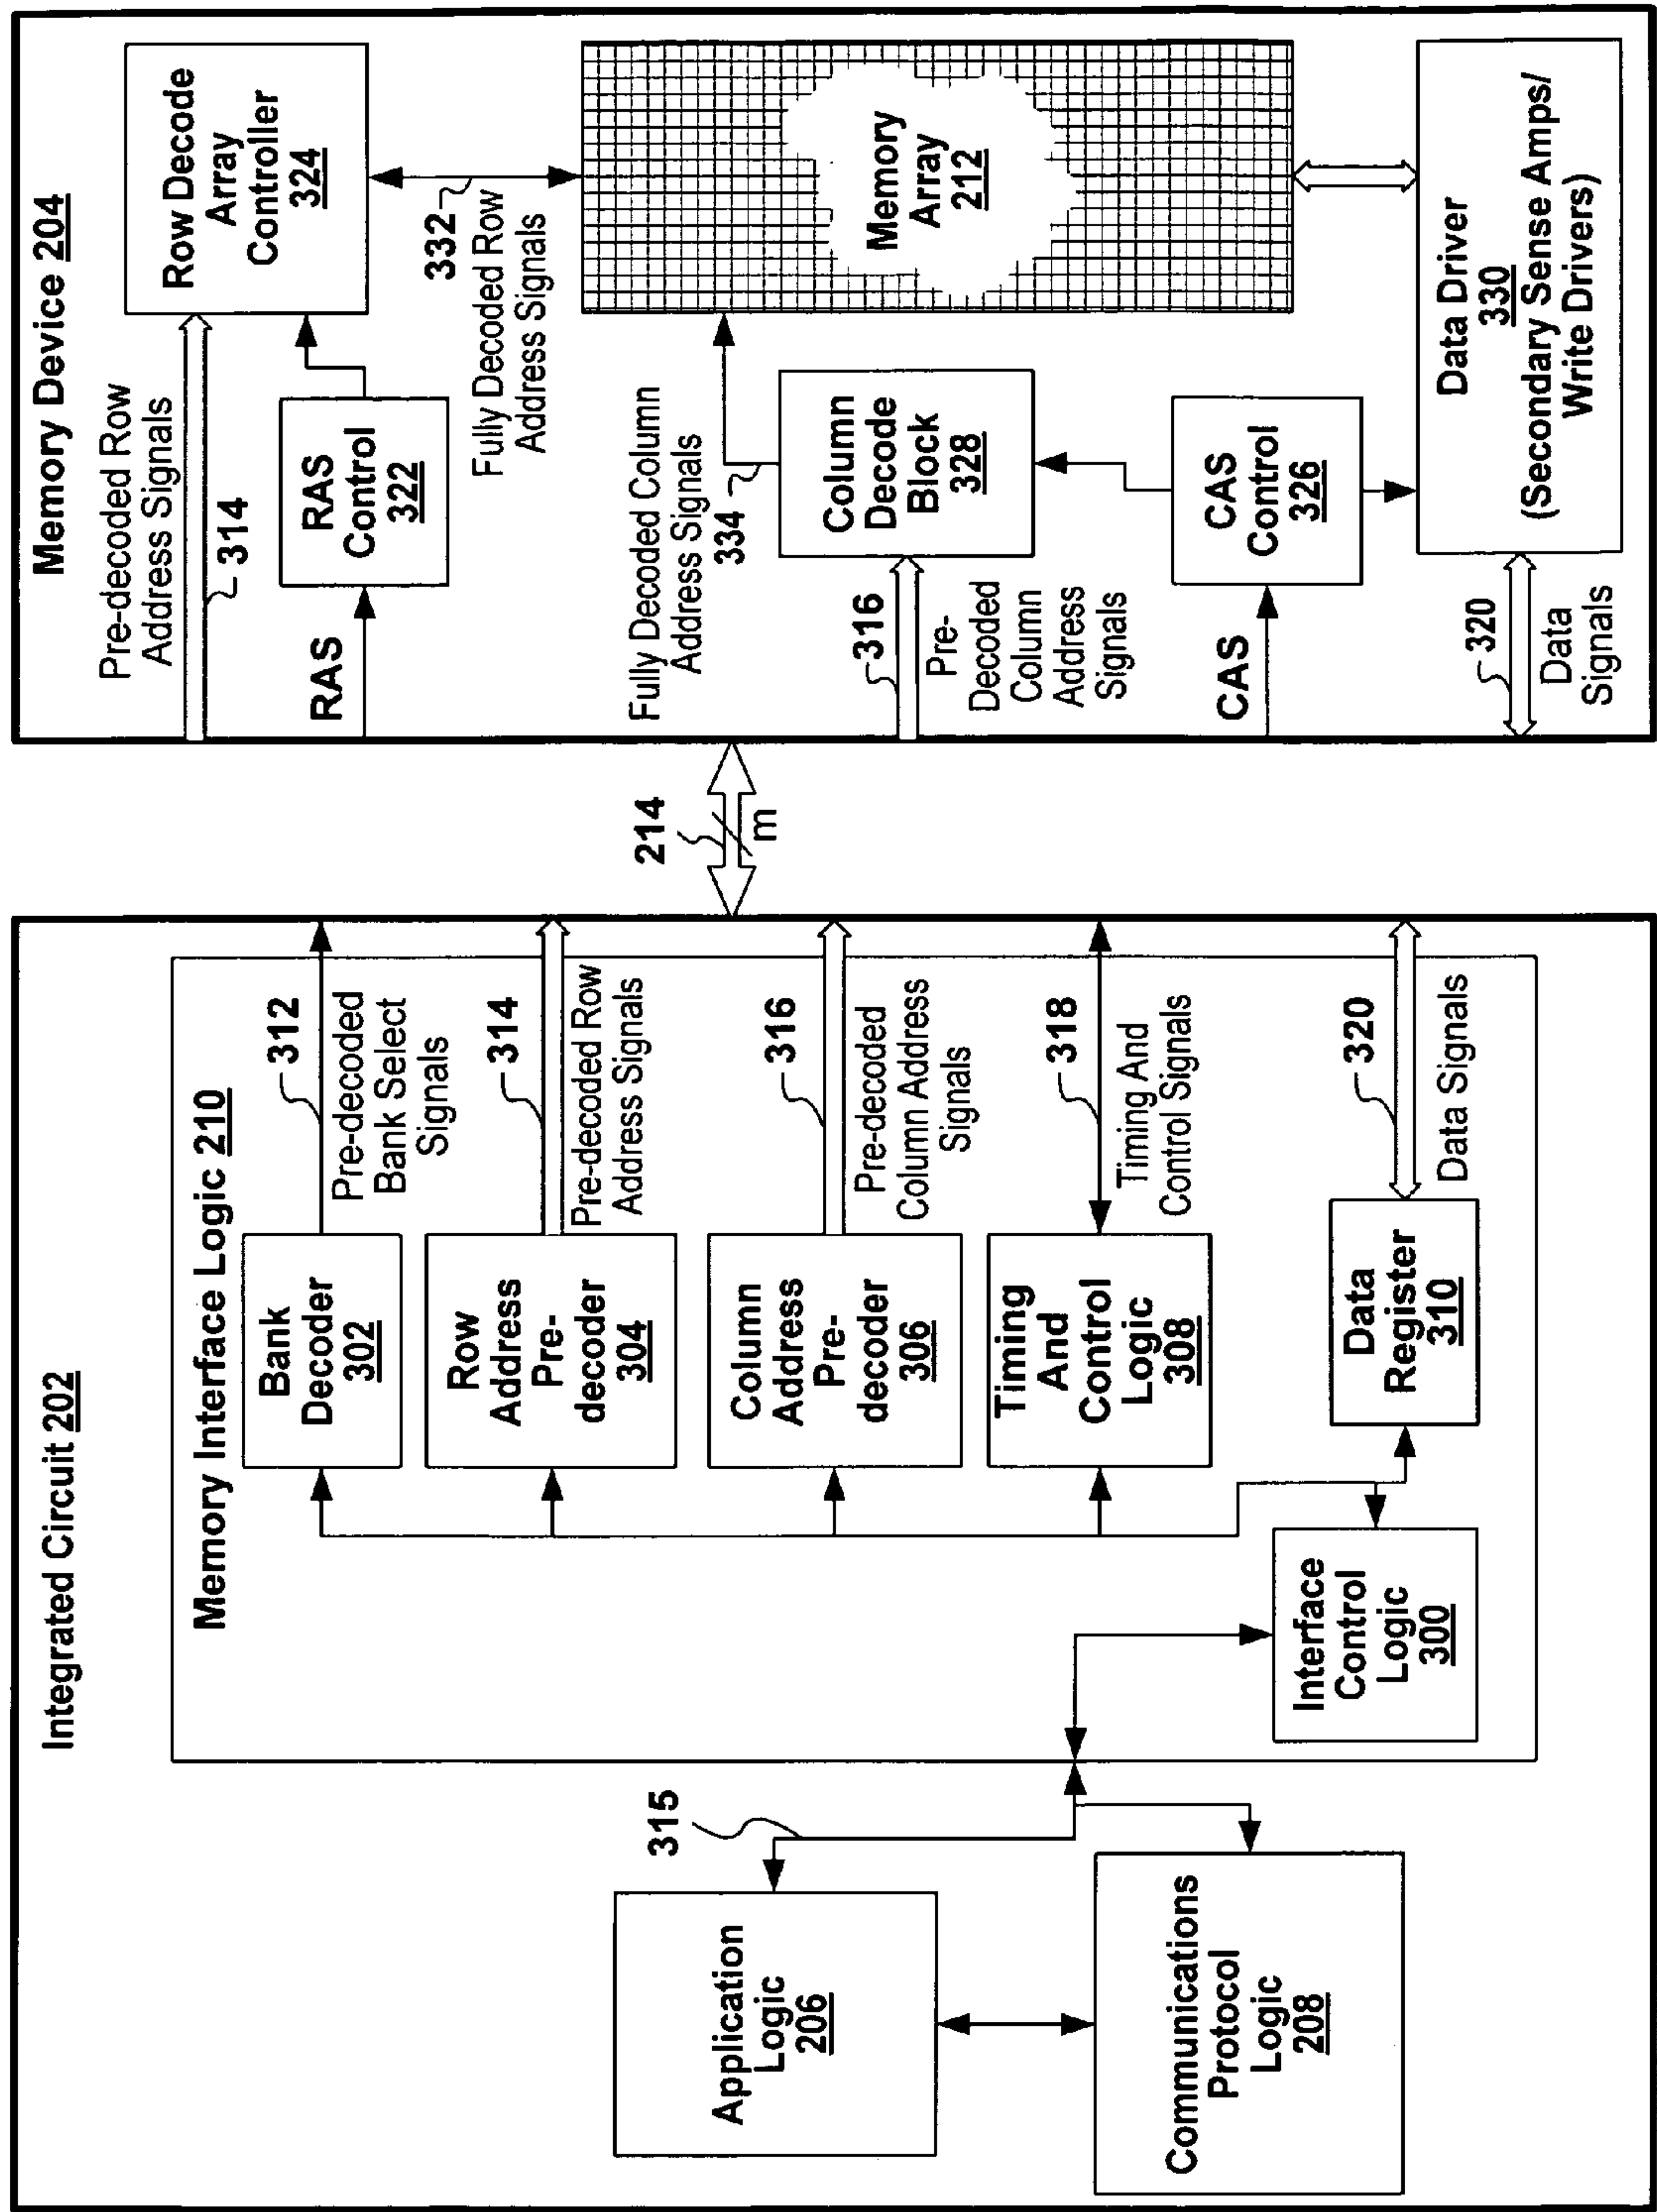 Integrated Circuit 202
Memory Interface Logic 210
Application
Logic
206
Communications
Protocol
Logic
208
315
Interface
Control
Logic
300
Bank
Decoder
302
Row
Address
Pre-
decoder
304
Column
Address
Pre-
decoder
306
Timing
And
Control
Logic
308
Data
Register
310
312
Pre-decoded
Bank Select
Signals
314
Pre-decoded Row
Address Signals
316
Pre-decoded
Column Address
Signals
318
Timing And
Control Signals
320
Data Signals
214
m
Memory Device 204
Pre-decoded Row
Address Signals
314
RAS
RAS
Control
322
Row Decode
Array
Controller
324
332
Fully Decoded Row
Address Signals
Fully Decoded Column
Address Signals
334
316
Pre-
Decoded
Column
Address
Signals
Column
Decode
Block
328
Memory
Array
212
CAS
CAS
Control
326
320
Data
Signals
Data Driver
330
(Secondary Sense Amps/
Write Drivers)